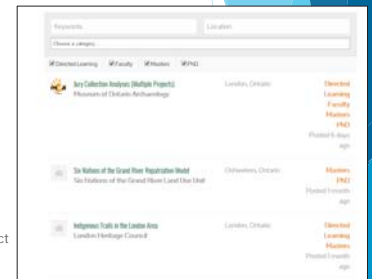 Keywords
Location
Choose a category...
Directed Learning Faculty Masters PhD
Jury Collection Analyses (Multiple Projects)
Museum of Ontario Archaeology
London, Ontario
Directed
Learning
Faculty
Masters
PhD
Posted 6 days
ago
Six Nations of the Grand River Repatriation Model
Six Nations of the Grand River Land Use Unit
Ohsweken, Ontario
Masters
PhD
Posted 1 month
ago
Indigenous Trails in the London Area
London Heritage Council
London, Ontario
Directed
Learning
Masters
Posted 1 month
ago
ct